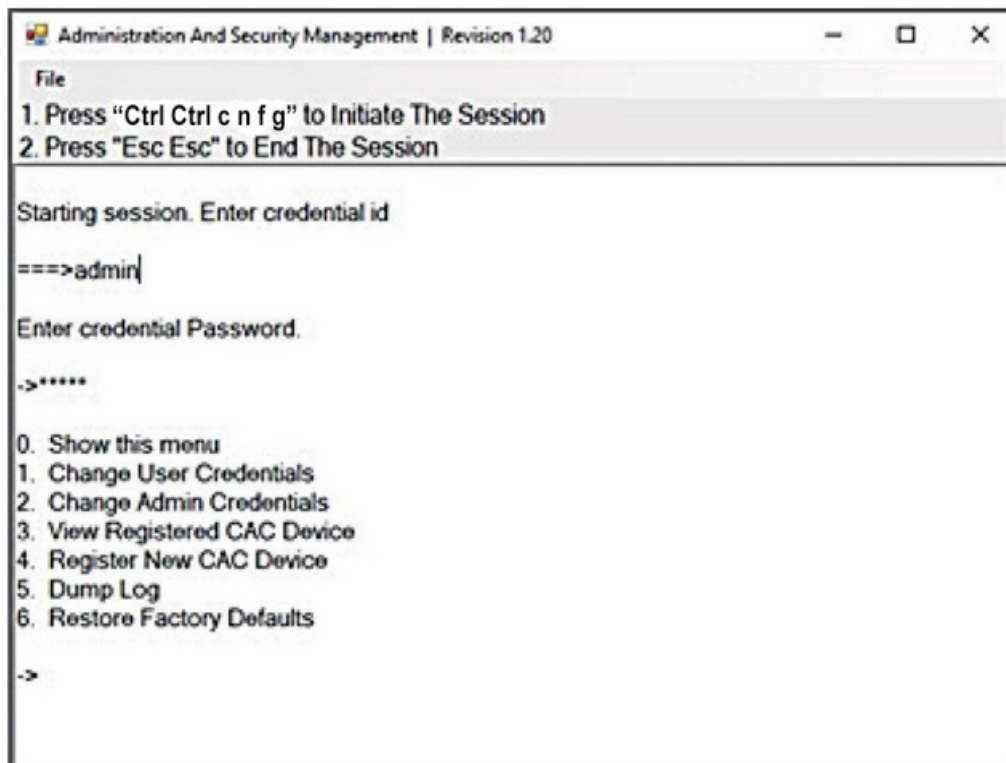 Administration And Security Management | Revision 1.20
File
1. Press “Ctrl Ctrl c n f g” to Initiate The Session
2. Press "Esc Esc" to End The Session
Starting session. Enter credential id
===>admin
Enter credential Password.
->*****
0. Show this menu
1. Change User Credentials
2. Change Admin Credentials
3. View Registered CAC Device
4. Register New CAC Device
5. Dump Log
6. Restore Factory Defaults
->